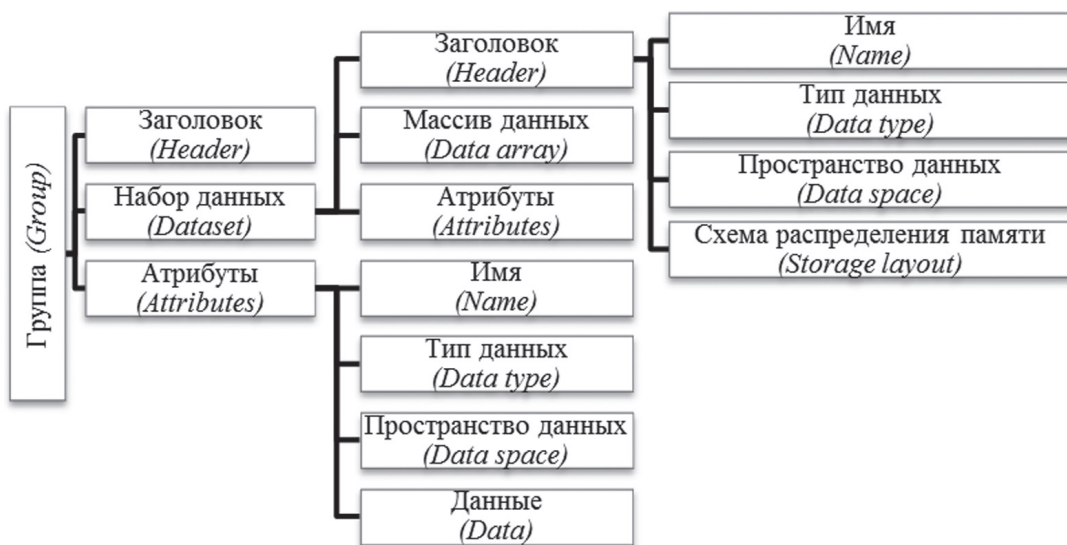 Группа (Group)
Заголовок
(Header)
Набор данных
(Dataset)
Атрибуты
(Attributes)
Заголовок
(Header)
Массив данных
(Data array)
Атрибуты
(Attributes)
Имя
(Name)
Тип данных
(Data type)
Пространство данных
(Data space)
Данные
(Data)
Имя
(Name)
Тип данных
(Data type)
Пространство данных
(Data space)
Схема распределения памяти
(Storage layout)